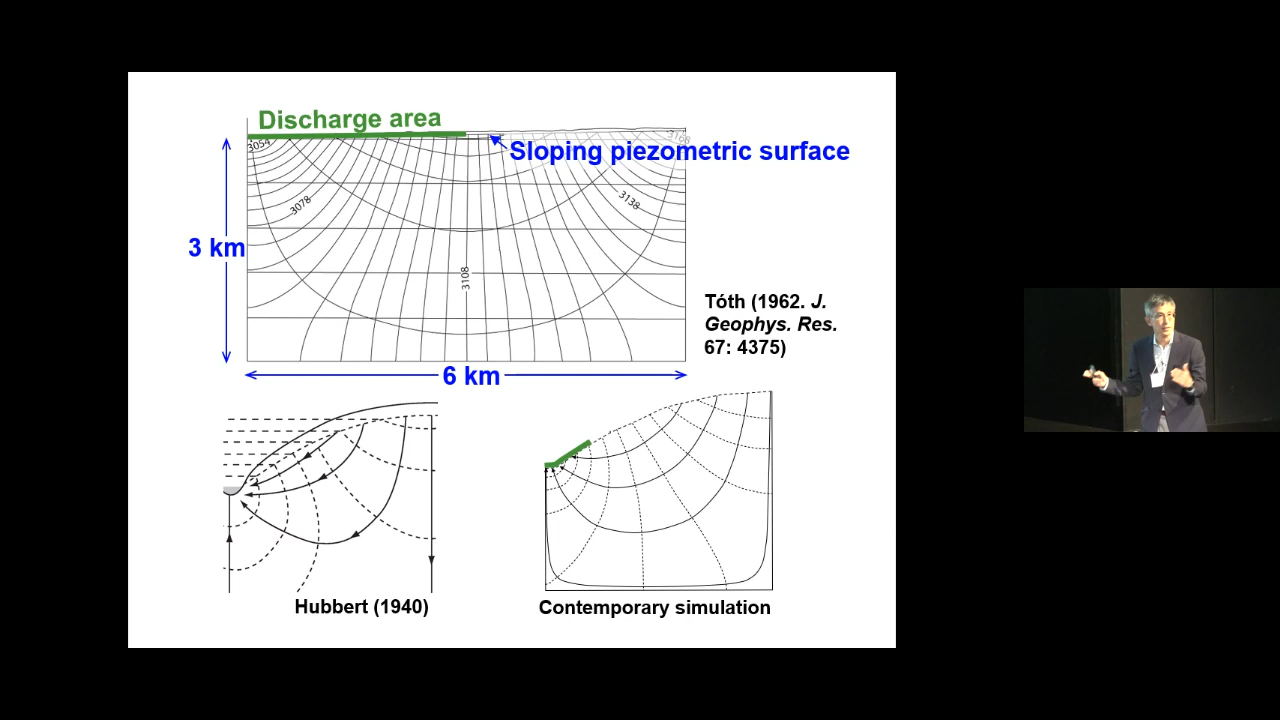 Discharge area
3054
3168
Sloping piezometric surface
3078
3138
3 km
3108
Tóth (1962. J.
Geophys. Res.
67: 4375)
6 km
Hubbert (1940)
Contemporary simulation